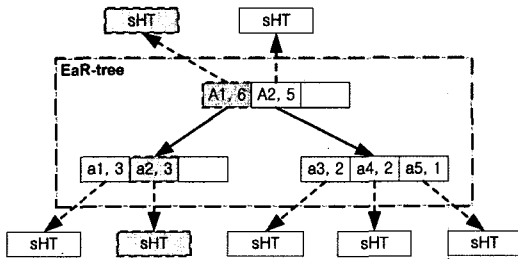 sHT sHT
EaR-tree
A1, 6 A2, 5
a1, 3 a2, 3 a3, 2 a4, 2 a5, 1
sHT sHT sHT sHT sHT